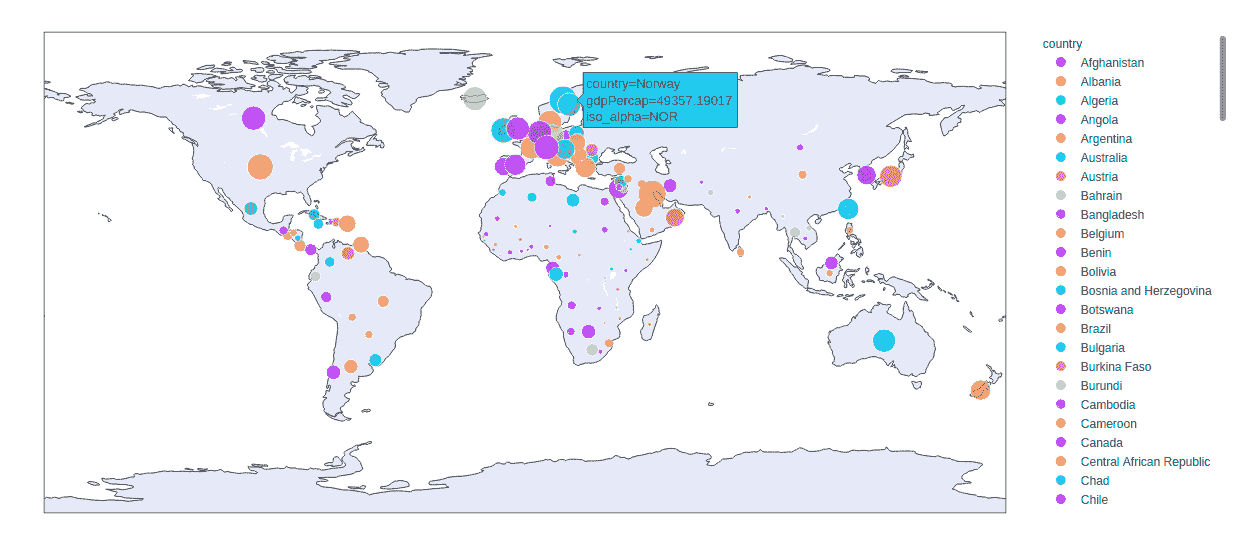 country=Norway
gdpPercap=49357.19017
iso_alpha=NOR
country
Afghanistan
Albania
Algeria
Angola
Argentina
Australia
Austria
Bahrain
Bangladesh
Belgium
Benin
Bolivia
Bosnia and Herzegovina
Botswana
Brazil
Bulgaria
Burkina Faso
Burundi
Cambodia
Cameroon
Canada
Central African Republic
Chad
Chile